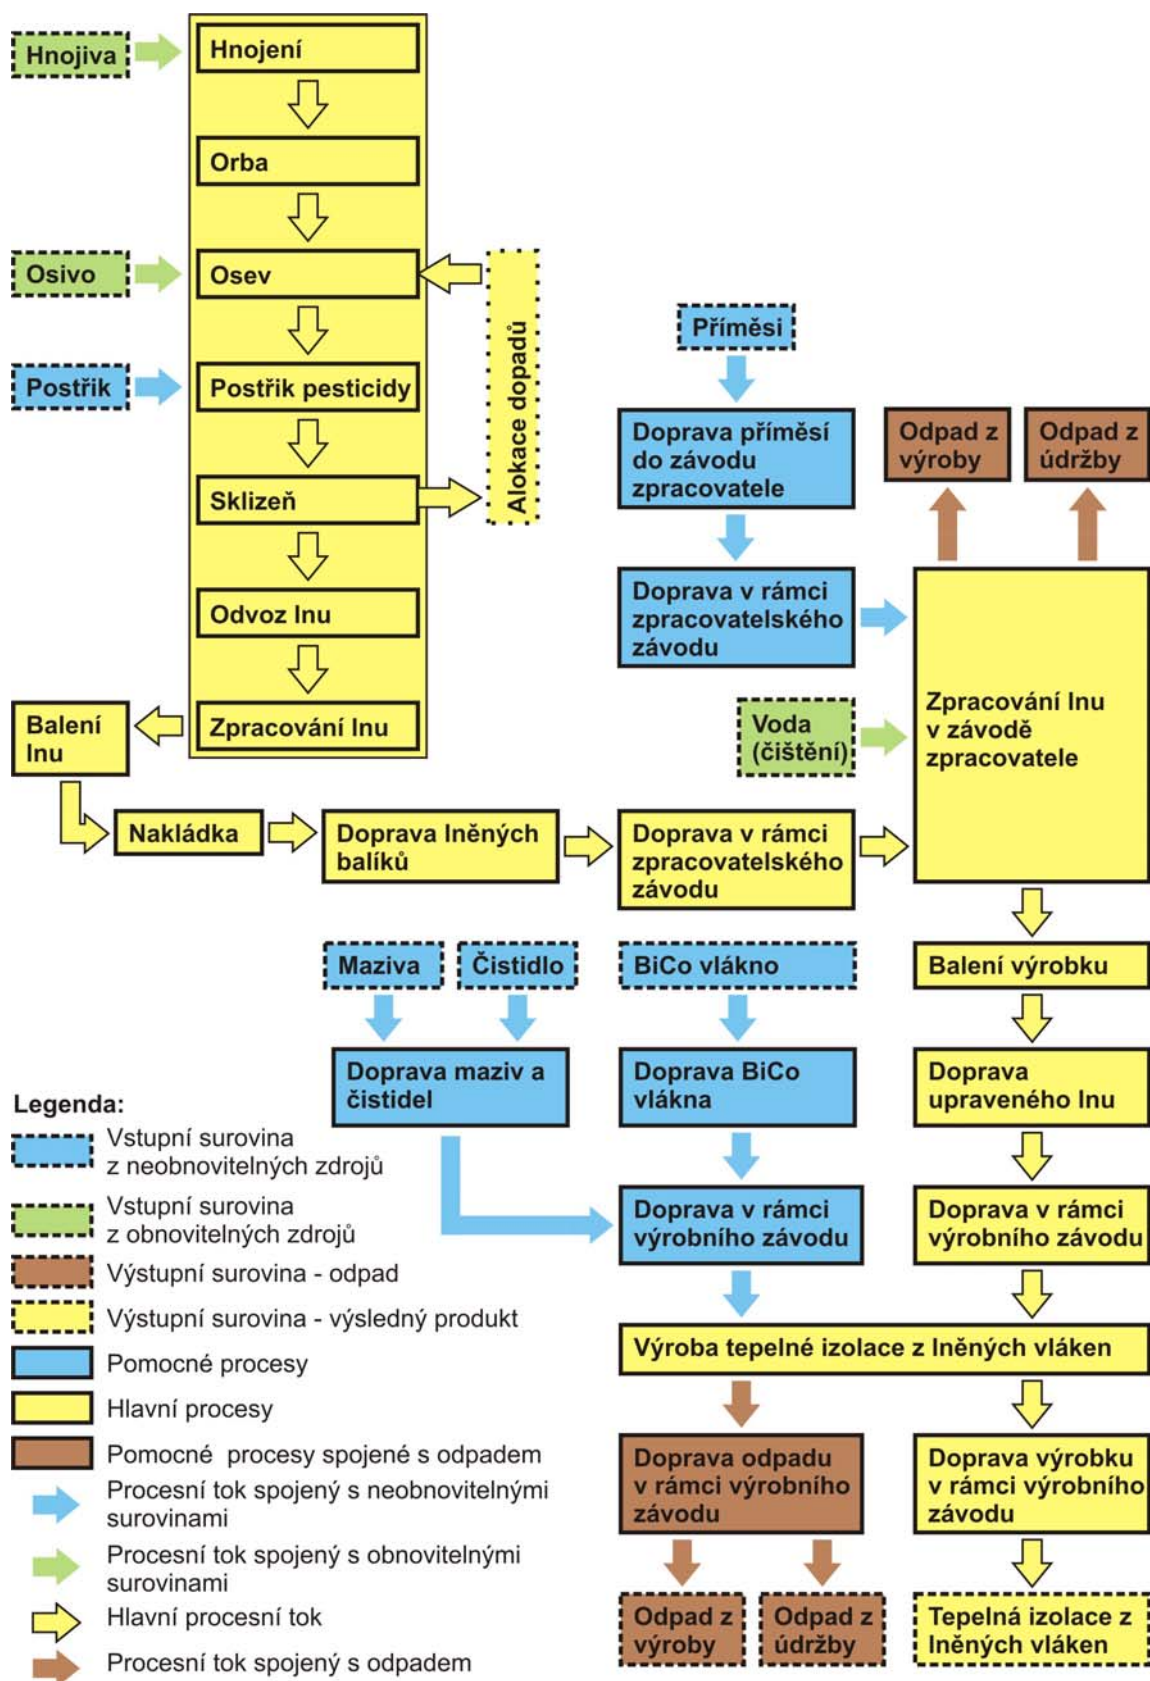 Hnojiva
Hnojení
Orba
Osivo
Osev
Postřik
Postřik pesticidy
Sklizeň
Alokace dopadů
Odvoz lnu
Zpracování lnu
Balení
lnu
Nakládka
Doprava lněných
balíků
Doprava v rámci
zpracovatelského
závodu
Příměsi
Doprava příměsí
do závodu
zpracovatele
Doprava v rámci
zpracovatelského
závodu
Voda
(čištění)
Odpad z
výroby
Odpad z
údržby
Zpracování lnu
v závodě
zpracovatele
Balení výrobku
Doprava
upraveného lnu
Doprava v rámci
výrobního závodu
Maziva
Čistidlo
BiCo vlákno
Doprava maziv a
čistidel
Doprava BiCo
vlákna
Doprava v rámci
výrobního závodu
Výroba tepelné izolace z lněných vláken
Doprava odpadu
v rámci výrobního
závodu
Doprava výrobku
v rámci výrobního
závodu
Odpad z
výroby
Odpad z
údržby
Tepelná izolace z
lněných vláken
Legenda:
Vstupní surovina
z neobnovitelných zdrojů
Vstupní surovina
z obnovitelných zdrojů
Výstupní surovina - odpad
Výstupní surovina - výsledný produkt
Pomocné procesy
Hlavní procesy
Pomocné procesy spojené s odpadem
Procesní tok spojený s neobnovitelnými
surovinami
Procesní tok spojený s obnovitelnými
surovinami
Hlavní procesní tok
Procesní tok spojený s odpadem